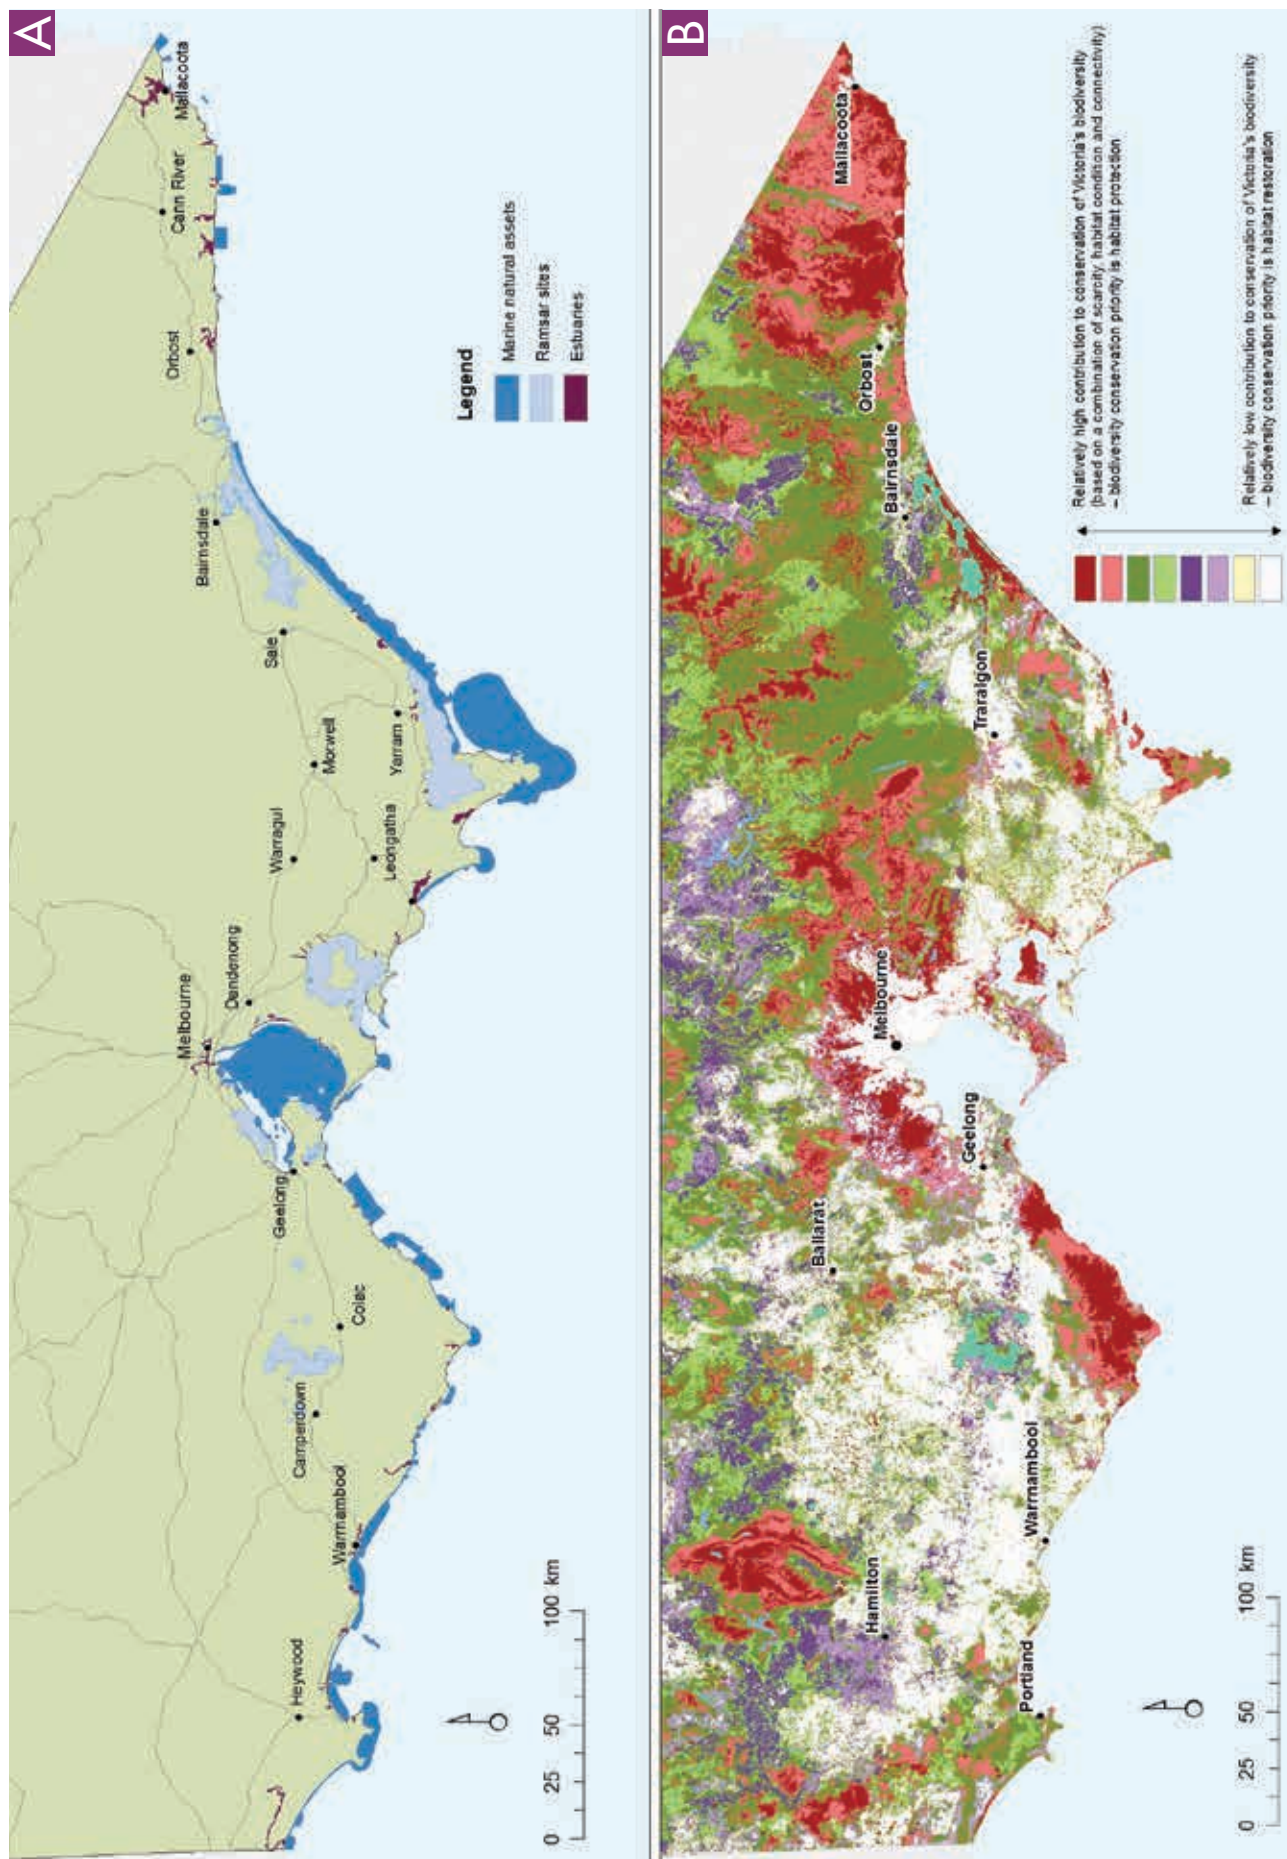 A
Mallacoota
Cann River
Orbost
Bairnsdale
Sale
Morwell
Yarram
Warragul
Leongatha
Dandenong
Melbourne
Geelong
Colac
Camperdown
Warrnambool
Heywood
Legend
Marine natural assets
Ramsar sites
Estuaries
0 25 50 100 km
B
Mallacoota
Orbost
Bairnsdale
Traralgon
Melbourne
Geelong
Ballarat
Warrnambool
Hamilton
Portland
Relatively high contribution to conservation of Victoria's biodiversity
(based on a combination of scarcity, habitat condition and connectivity)
– biodiversity conservation priority is habitat protection
Relatively low contribution to conservation of Victoria's biodiversity
– biodiversity conservation priority is habitat restoration
0 25 50 100 km